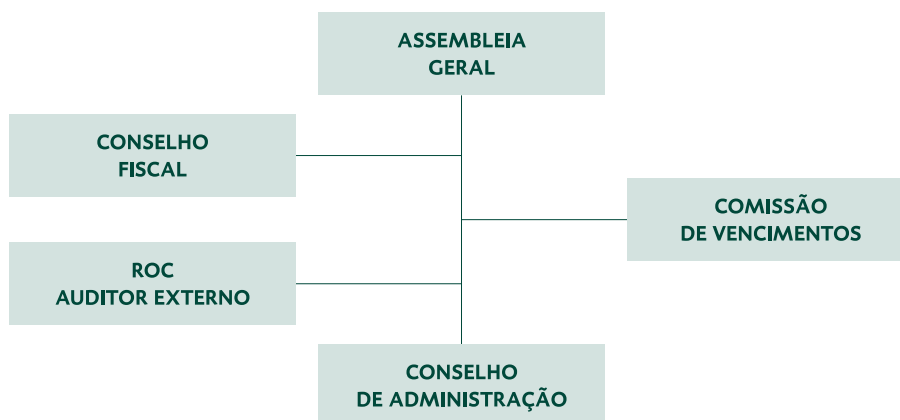 ASSEMBLEIA
GERAL
CONSELHO
FISCAL
COMISSÃO
DE VENCIMENTOS
ROC
AUDITOR EXTERNO
CONSELHO
DE ADMINISTRAÇÃO